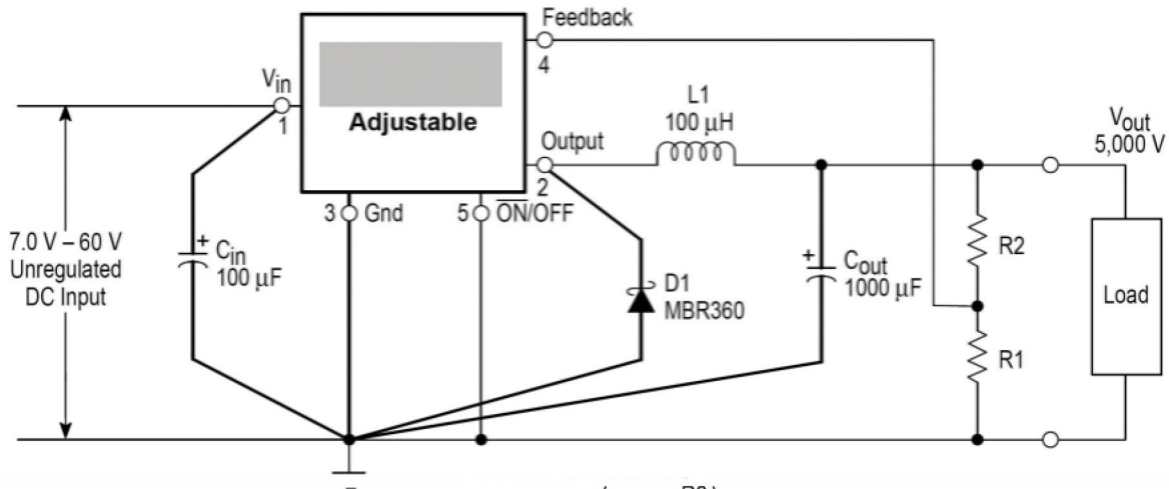 Feedback
4
Vin
1
Adjustable
L1
100 µH
Output
2
Vout
5,000 V
3 Gnd
5 ON/OFF
7.0 V – 60 V
Unregulated
DC Input
+
Cin
100 µF
D1
MBR360
+
Cout
1000 µF
R2
Load
R1